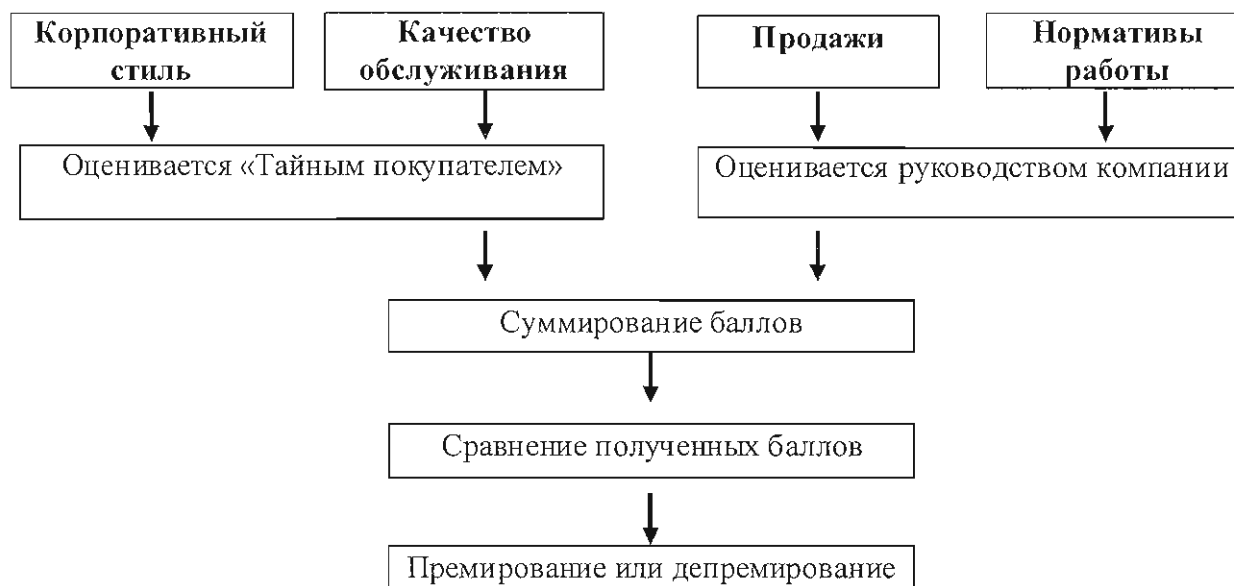 Корпоративный
стиль
Качество
обслуживания
Продажи
Нормативы
работы
Оценивается «Тайным покупателем»
Оценивается руководством компании
Суммирование баллов
Сравнение полученных баллов
Премирование или депремирование